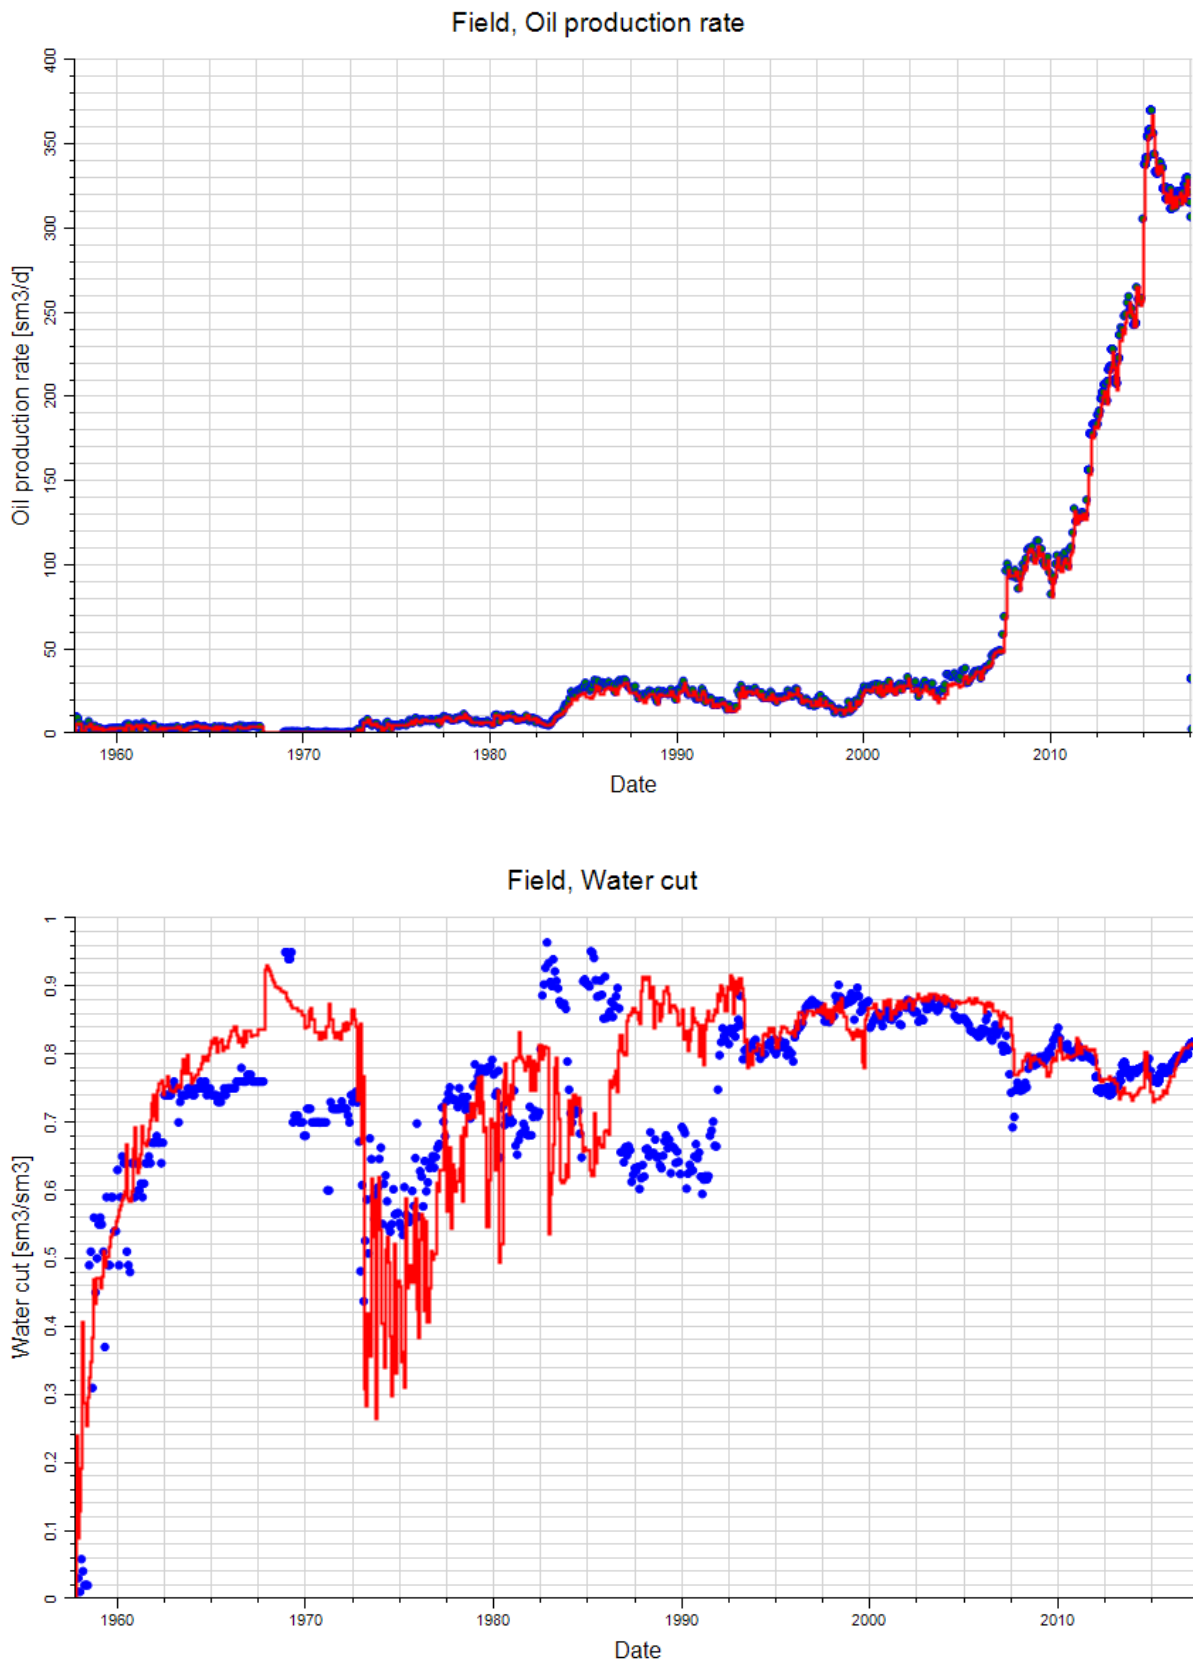 Field, Oil production rate
400
350
300
250
200
150
100
50
0
Oil production rate [sm3/d]
1960 1970 1980 1990 2000 2010
Date
Field, Water cut
1
0.9
0.8
0.7
0.6
0.5
0.4
0.3
0.2
0.1
0
Water cut [sm3/sm3]
1960 1970 1980 1990 2000 2010
Date